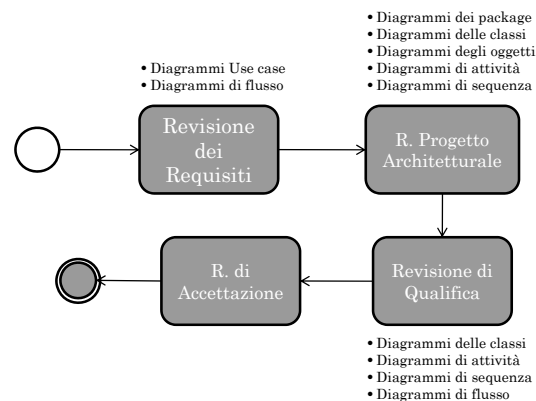 • Diagrammi dei package
• Diagrammi delle classi
• Diagrammi degli oggetti
• Diagrammi di attività
• Diagrammi di sequenza
• Diagrammi Use case
• Diagrammi di flusso
Revisione
dei
Requisiti
R. Progetto
Architetturale
R. di
Accettazione
Revisione di
Qualifica
• Diagrammi delle classi
• Diagrammi di attività
• Diagrammi di sequenza
• Diagrammi di flusso